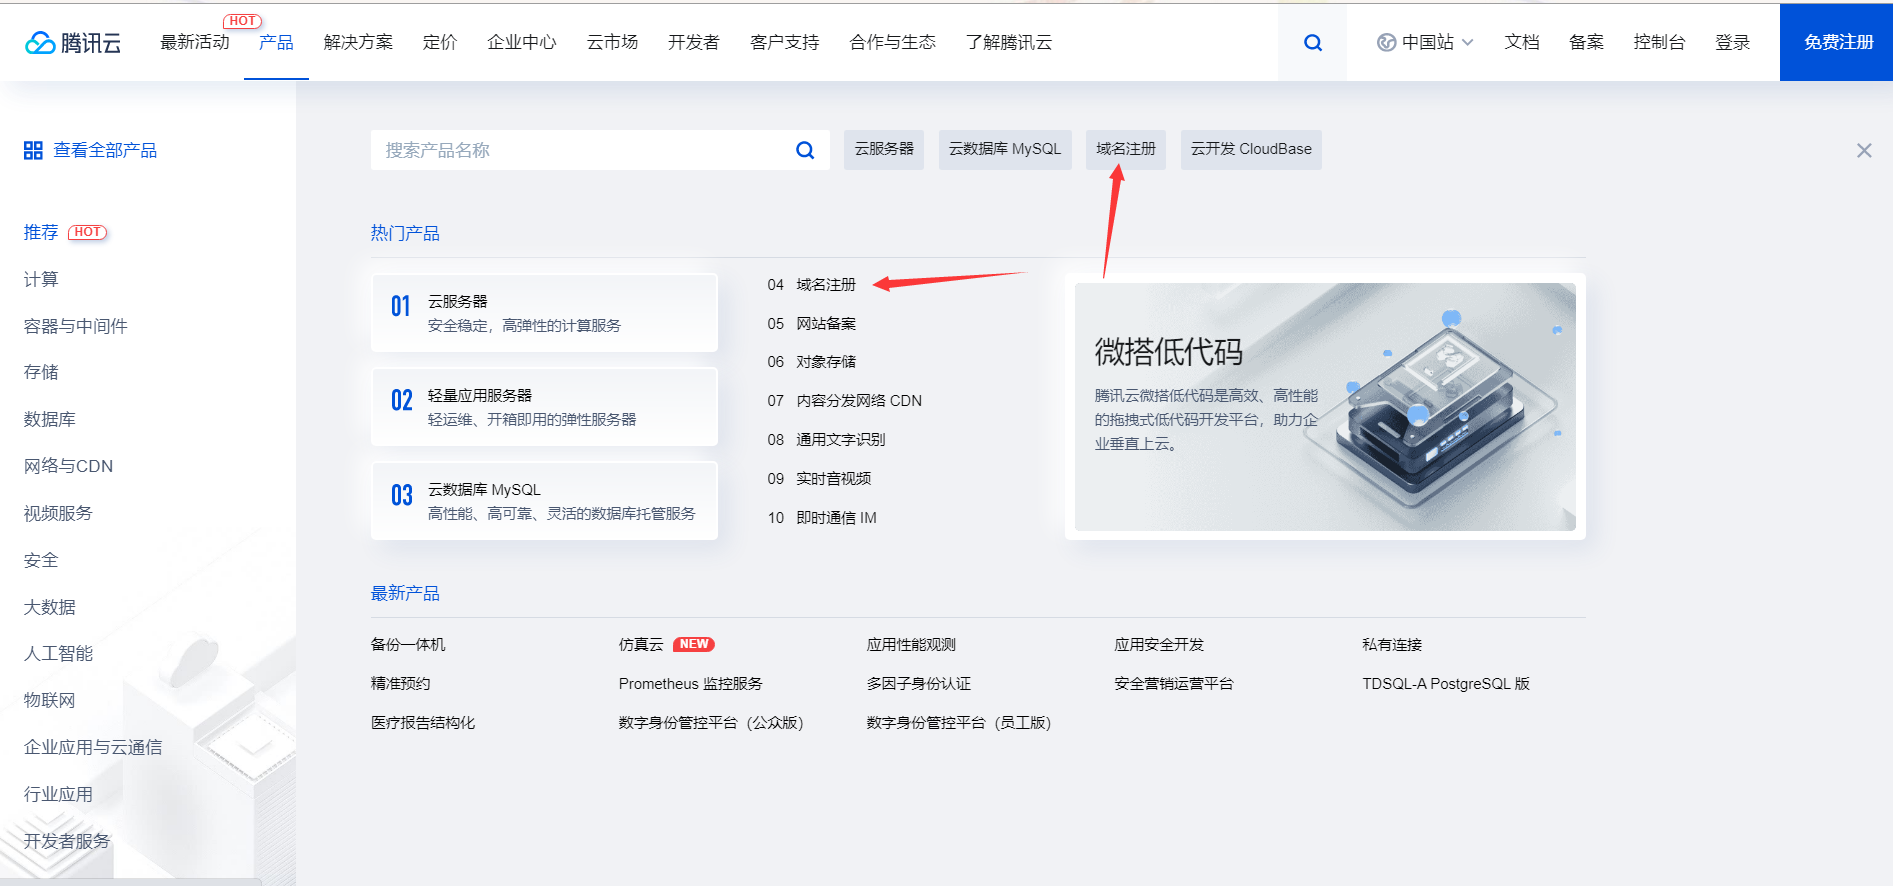 腾讯云
最新活动
HOT
产品
解决方案
定价
企业中心
云市场
开发者
客户支持
合作与生态
了解腾讯云
中国站
文档
备案
控制台
登录
免费注册
查看全部产品
推荐 HOT
计算
容器与中间件
存储
数据库
网络与CDN
视频服务
安全
大数据
人工智能
物联网
企业应用与云通信
行业应用
开发者服务
搜索产品名称
云服务器
云数据库 MySQL
域名注册
云开发 CloudBase
热门产品
01 云服务器
安全稳定，高弹性的计算服务
02 轻量应用服务器
轻运维、开箱即用的弹性服务器
03 云数据库 MySQL
高性能、高可靠、灵活的数据库托管服务
04 域名注册
05 网站备案
06 对象存储
07 内容分发网络 CDN
08 通用文字识别
09 实时音视频
10 即时通信 IM
微搭低代码
腾讯云微搭低代码是高效、高性能
的拖拽式低代码开发平台，助力企
业垂直上云。
最新产品
备份一体机
仿真云 NEW
应用性能观测
应用安全开发
私有连接
精准预约
Prometheus 监控服务
多因子身份认证
安全营销运营平台
TDSQL-A PostgreSQL 版
医疗报告结构化
数字身份管控平台（公众版）
数字身份管控平台（员工版）